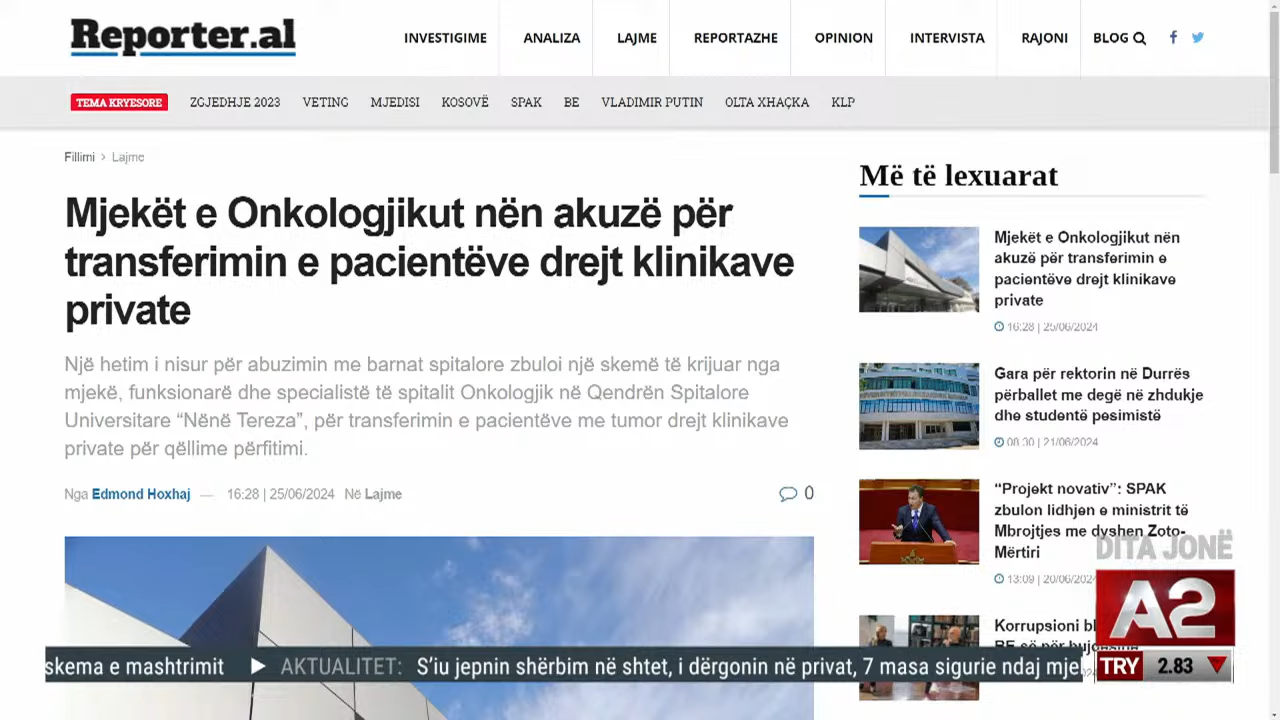 Reporter.al
INVESTIGIME ANALIZA LAJME REPORTAZHE OPINION INTERVISTA RAJONI BLOG
TEMA KRYESORE ZGJEDHJE 2023 VETING MJEDISI KOSOVË SPAK BE VLADIMIR PUTIN OLTA XHAÇKA KLP
Fillimi > Lajme
Mjekët e Onkologjikut nën akuzë për
transferimin e pacientëve drejt klinikave
private
Një hetim i nisur për abuzimin me barnat spitalore zbuloi një skemë të krijuar nga
mjekë, funksionarë dhe specialistë të spitalit Onkologjik në Qendrën Spitalore
Universitare “Nënë Tereza”, për transferimin e pacientëve me tumor drejt klinikave
private për qëllime përfitimi.
Nga Edmond Hoxhaj — 16:28 | 25/06/2024 Në Lajme 0
Më të lexuarat
Mjekët e Onkologjikut nën
akuzë për transferimin e
pacientëve drejt klinikave
private
16:28 | 25/06/2024
Gara për rektorin në Durrës
përballet me degë në zhdukje
dhe studentë pesimistë
08:30 | 21/06/2024
“Projekt novativ”: SPAK
zbulon lidhjen e ministrit të
Mbrojtjes me dyshen Zoto-
Mërtiri
13:09 | 20/06/2024
Korrupsioni
DITA JONË
A2
TRY 2.83
skema e mashtrimit ▶ AKTUALITET: S’iu jepnin shërbim në shtet, i dërgonin në privat, 7 masa sigurie ndaj mje